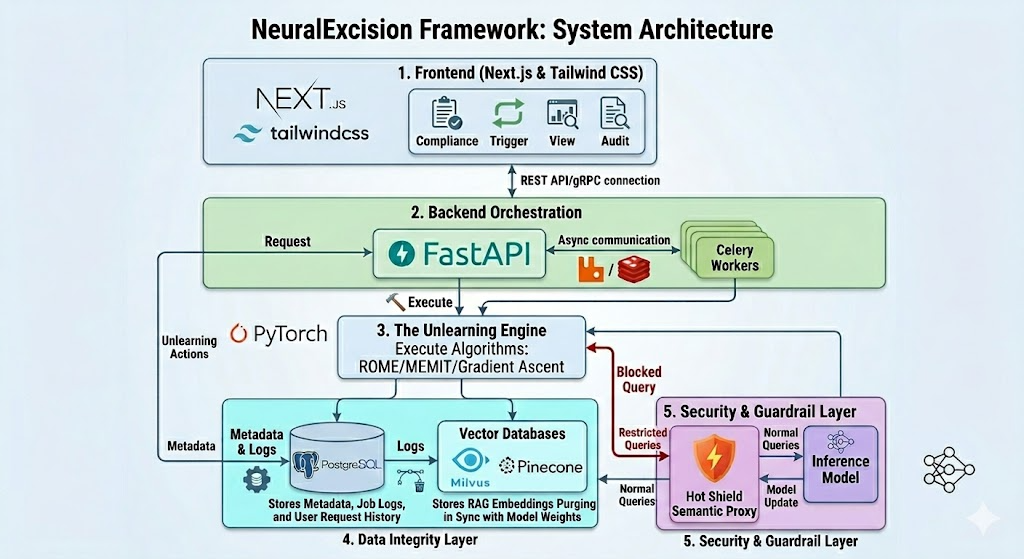 NeuralExcision Framework: System Architecture
1. Frontend (Next.js & Tailwind CSS)
NEXT.JS
tailwindcss
Compliance
Trigger
View
Audit
REST API/gRPC connection
2. Backend Orchestration
Request
FastAPI
Async communication
/
Celery
Workers
Execute
PyTorch
3. The Unlearning Engine
Execute Algorithms:
ROME/MEMIT/Gradient Ascent
Unlearning
Actions
Blocked
Query
Metadata
Metadata
& Logs
PostgreSQL
Logs
Vector Databases
Milvus
Pinecone
Stores Metadata, Job Logs,
and User Request History
Stores RAG Embeddings Purging
in Sync with Model Weights
4. Data Integrity Layer
5. Security & Guardrail Layer
Restricted
Queries
Normal
Queries
Hot Shield
Semantic Proxy
Normal
Queries
Model
Update
Inference
Model
5. Security & Guardrail Layer